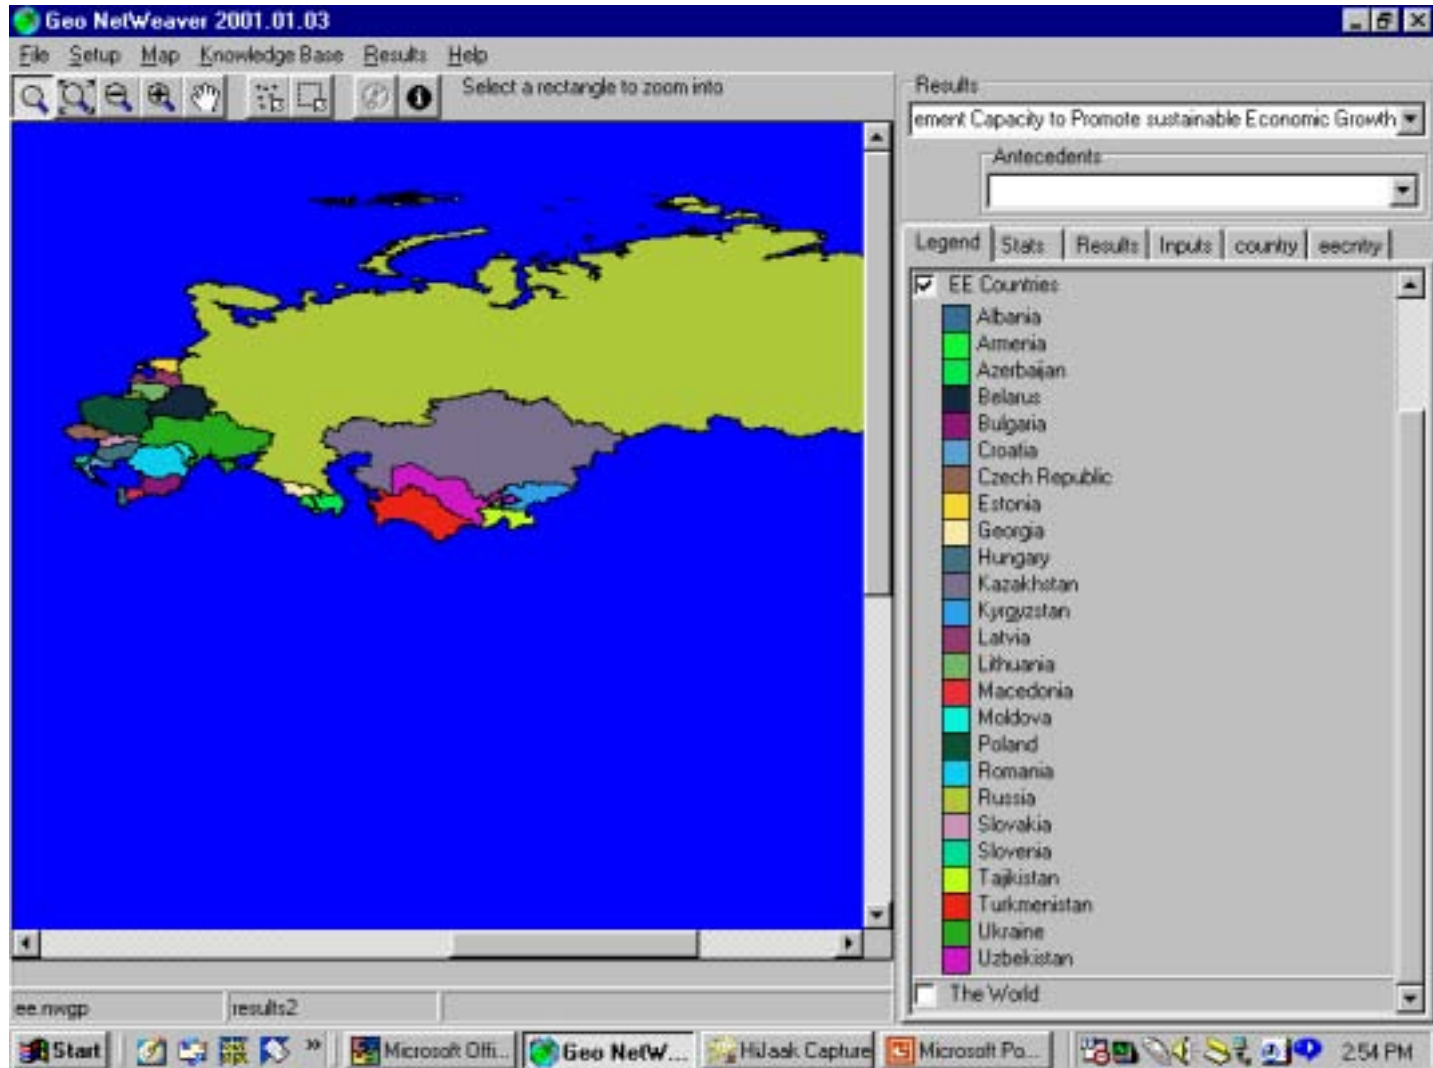 Geo NetWeaver 2001.01.03
File Setup Map Knowledge Base Results Help
Select a rectangle to zoom into
Results
ement Capacity to Promote sustainable Economic Growth
Antecedents
Legend Stats Results Inputs country eecntry
EE Countries
Albania
Armenia
Azerbaijan
Belarus
Bulgaria
Croatia
Czech Republic
Estonia
Georgia
Hungary
Kazakhstan
Kyrgyzstan
Latvia
Lithuania
Macedonia
Moldova
Poland
Romania
Russia
Slovakia
Slovenia
Tajikistan
Turkmenistan
Ukraine
Uzbekistan
The World
ee.nwgp results2
Start Microsoft Offi... Geo NetW... HiJaak Capture Microsoft Po... 2:54 PM